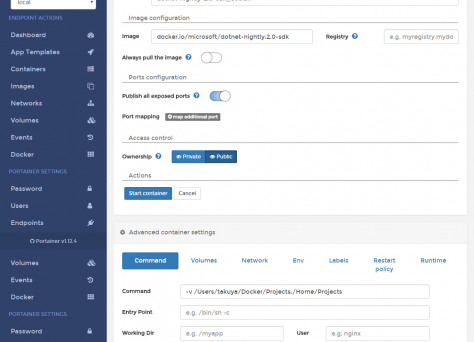 local
ENDPOINT ACTIONS
Dashboard
App Templates
Containers
Images
Networks
Volumes
Events
Docker
PORTAINER SETTINGS
Password
Users
Endpoints
Portainer v1.12.4
Volumes
Events
Docker
PORTAINER SETTINGS
Password
Image configuration
Image docker.io/microsoft/dotnet-nightly:2.0-sdk Registry e.g. myregistry.mydo
Always pull the image
Ports configuration
Publish all exposed ports
Port mapping map additional port
Access control
Ownership Private Public
Actions
Start container Cancel
Advanced container settings
Command Volumes Network Env Labels Restart policy Runtime
Command -v /Users/takuya/Docker/Projects:/Home/Projects
Entry Point e.g. /bin/sh -c
Working Dir e.g. /myapp User e.g. nginx